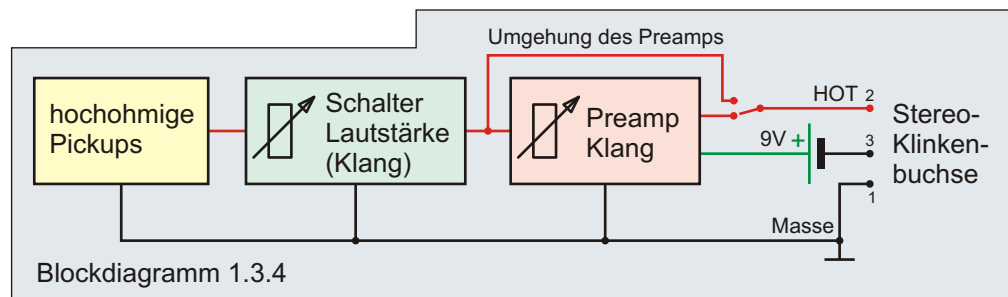 Umgehung des Preamps
hochohmige
Pickups
Schalter
Lautstärke
(Klang)
Preamp
Klang
HOT 2
9V +
3
1
Stereo-
Klinken-
buchse
Masse
Blockdiagramm 1.3.4